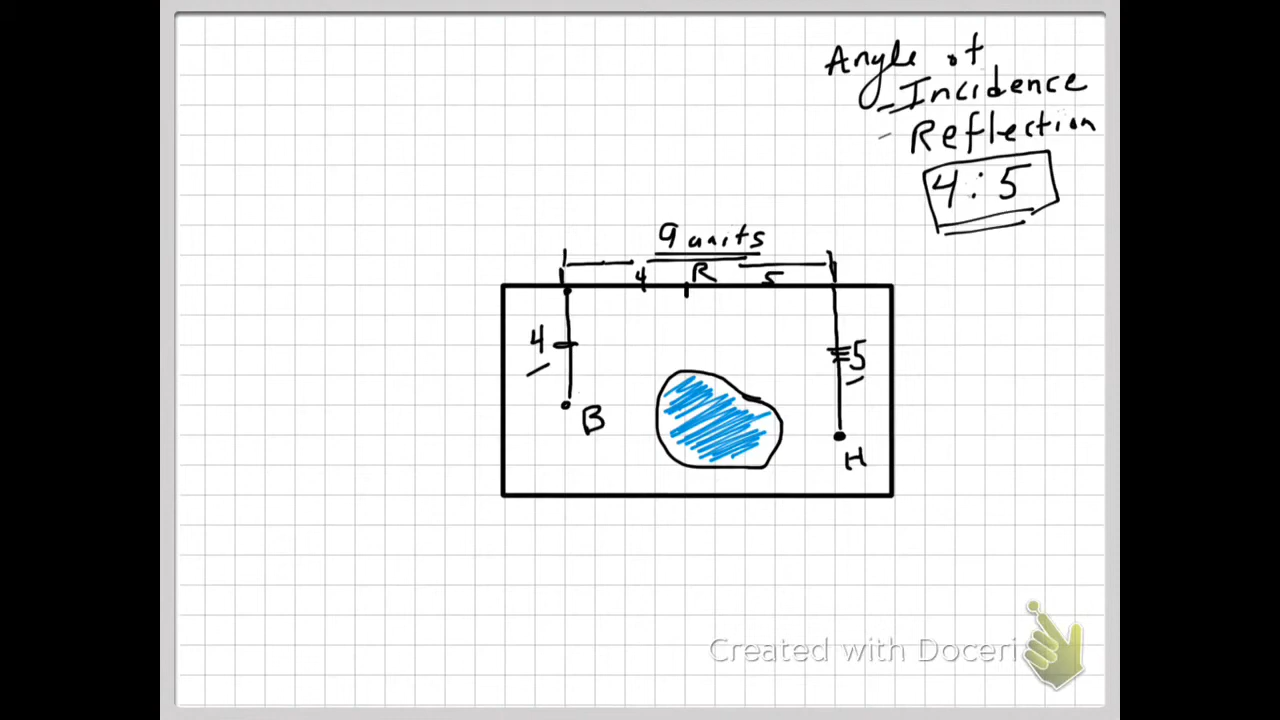 Angle of
Incidence
Reflection
4:5
9 units
4 R 5
4
5
B
H
Created with Doceri